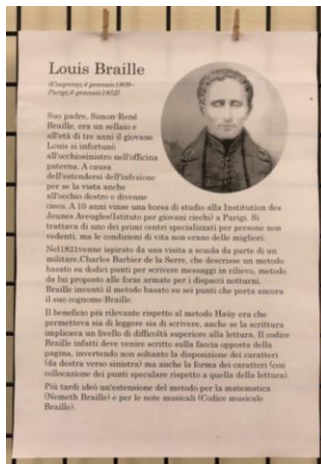 Louis Braille
(Coupvray, 4 gennaio1809-
Parigi, 6 gennaio1852)
Suo padre, Simon-René
Braille, era un sellaio e
all'età di tre anni il giovane
Louis si infortunò
all'occhiosinistro nell'officina
paterna. A causa
dell'estendersi dell'infezione
per se la vista anche
all'occhio destro e divenne
cieco. A 10 anni vinse una borsa di studio alla Institution des
Jeunes Aveugles(Istituto per giovani ciechi) a Parigi. Si
trattava di uno dei primi centri specializzati per persone non
vedenti, ma le condizioni di vita non erano delle migliori.
Nel1821venne ispirato da una visita a scuola da parte di un
militare,Charles Barbier de la Serre, che descrisse un metodo
basato su dodici punti per scrivere messaggi in rilievo, metodo
da lui proposto alle forze armate per i dispacci notturni.
Braille inventò il metodo basato su sei punti che porta ancora
il suo cognome-Braille.
Il beneficio più rilevante rispetto al metodo Haüy era che
permetteva sia di leggere sia di scrivere, anche se la scrittura
implicava un livello di difficoltà superiore alla lettura. Il codice
Braille infatti deve venire scritto sulla faccia opposta della
pagina, invertendo non soltanto la disposizione dei caratteri
(da destra verso sinistra) ma anche la forma dei caratteri (con
collocazione dei punti speculare rispetto a quella della lettura).
Più tardi ideò un'estensione del metodo per la matematica
(Nemeth Braille) e per le note musicali (Codice musicale
Braille).